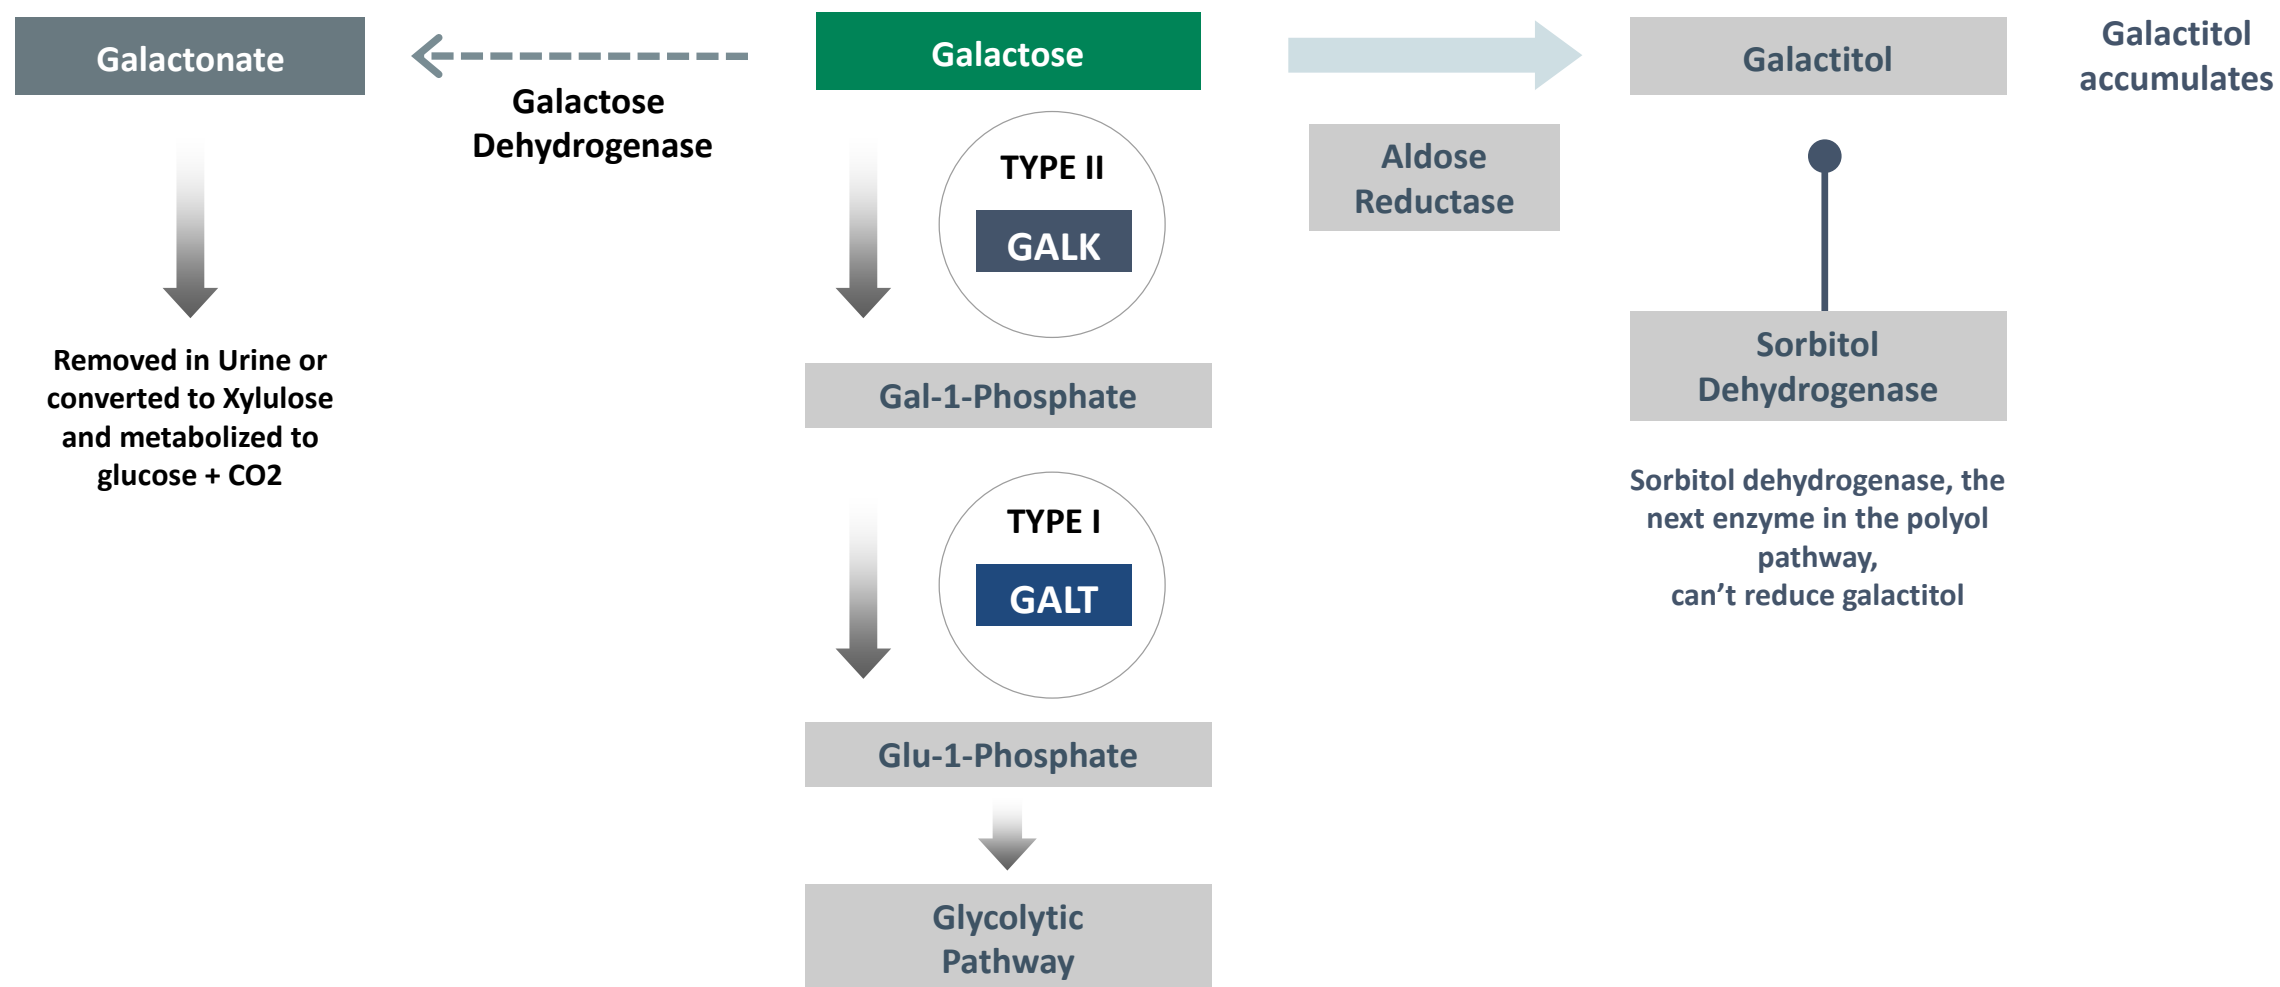 Galactonate
Galactose
Dehydrogenase
Removed in Urine or
converted to Xylulose
and metabolized to
glucose + CO2
Galactose
TYPE II
GALK
Gal-1-Phosphate
TYPE I
GALT
Glu-1-Phosphate
Glycolytic
Pathway
Aldose
Reductase
Galactitol
Galactitol
accumulates
Sorbitol
Dehydrogenase
Sorbitol dehydrogenase, the
next enzyme in the polyol
pathway,
can’t reduce galactitol